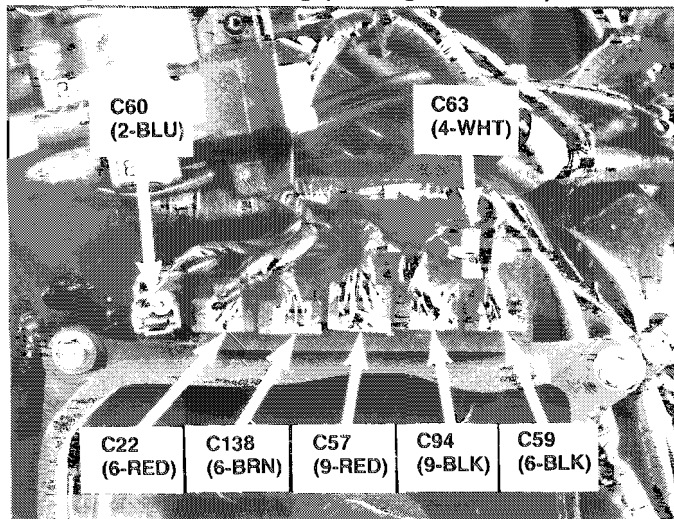 C60
(2-BLU)
C63
(4-WHT)
C22
(6-RED)
C138
(6-BRN)
C57
(9-RED)
C94
(9-BLK)
C59
(6-BLK)